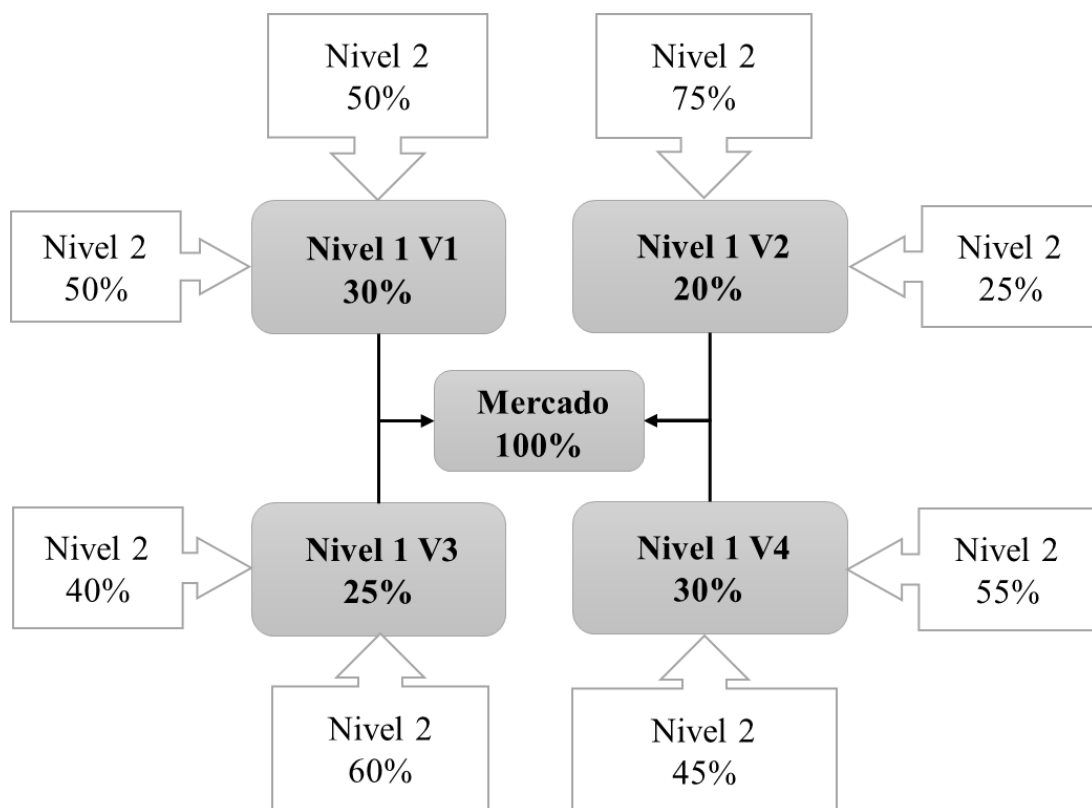 Nivel 2
50%
Nivel 2
75%
Nivel 2
50%
Nivel 1 V1
30%
Nivel 1 V2
20%
Nivel 2
25%
Mercado
100%
Nivel 2
40%
Nivel 1 V3
25%
Nivel 1 V4
30%
Nivel 2
55%
Nivel 2
60%
Nivel 2
45%